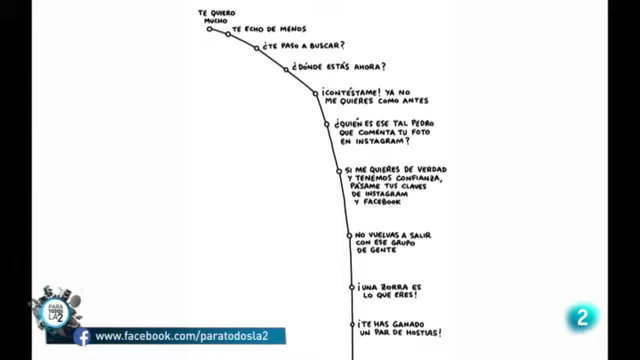 TE QUIERO
MUCHO
TE ECHO DE MENOS
¿TE PASO A BUSCAR?
¿DÓNDE ESTÁS AHORA?
¡CONTÉSTAME! YA NO
ME QUIERES COMO ANTES
¿QUIÉN ES ESE TAL PEDRO
QUE COMENTA TU FOTO
EN INSTAGRAM?
SI ME QUIERES DE VERDAD
Y TENEMOS CONFIANZA,
PÁSAME TUS CLAVES
DE INSTAGRAM
Y FACEBOOK
NO VUELVAS A SALIR
CON ESE GRUPO
DE GENTE
¡UNA ZORRA ES
LO QUE ERES!
¡TE HAS GANADO
UN PAR DE HOSTIAS!
PARA
TODOS
LA 2
f www.facebook.com/paratodosla2
2